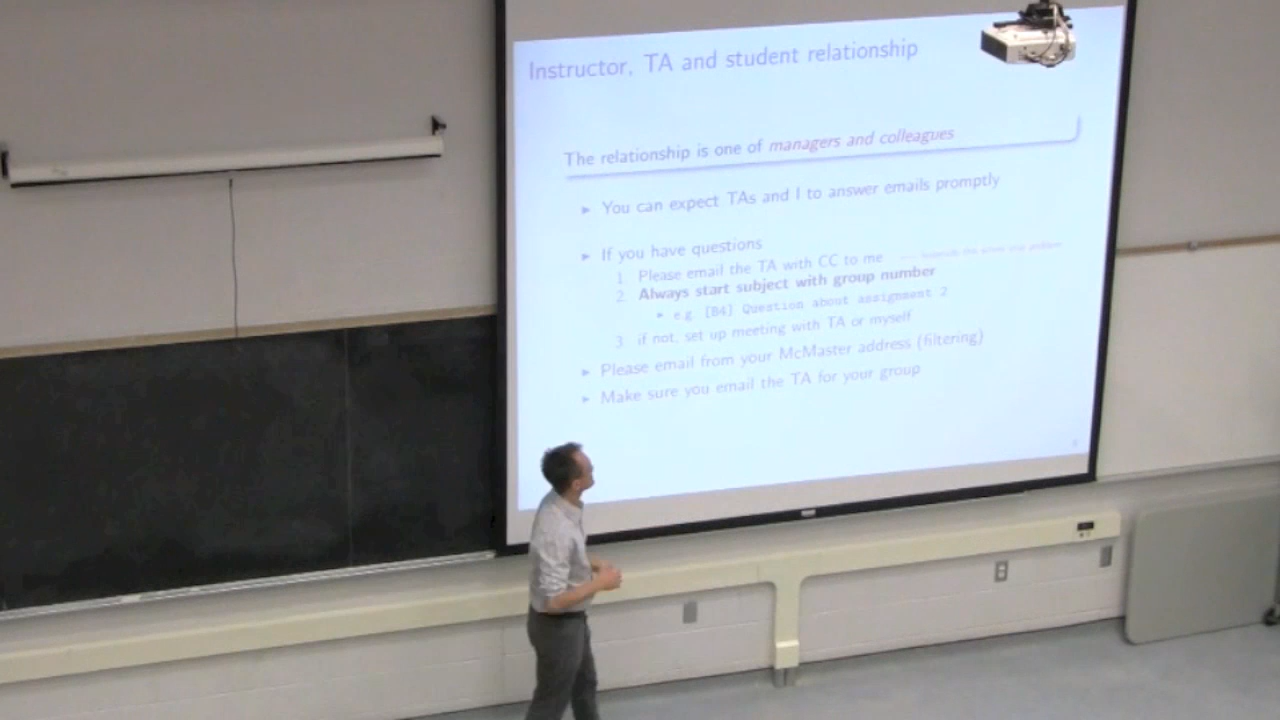 Instructor, TA and student relationship
The relationship is one of managers and colleagues
▶ You can expect TAs and I to answer emails promptly
▶ If you have questions
1. Please email the TA with CC to me
2. Always start subject with group number
▶ e.g. [B4] Question about assignment 2
3. if not, set up meeting with TA or myself
▶ Please email from your McMaster address (filtering)
▶ Make sure you email the TA for your group